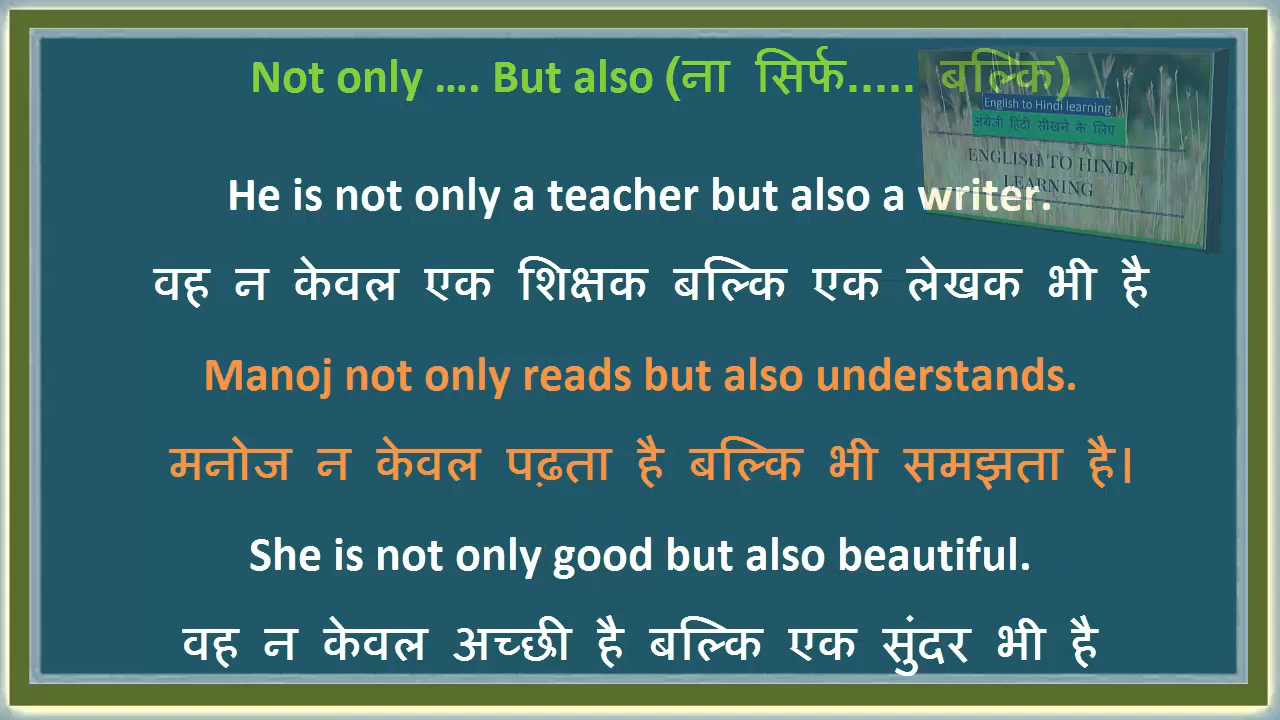 Not only …. But also (ना सिर्फ..... बल्कि)
English to Hindi learning
अंग्रेजी हिंदी सीखने के लिए
ENGLISH TO HINDI
LEARNING
He is not only a teacher but also a writer.
वह न केवल एक शिक्षक बल्कि एक लेखक भी है
Manoj not only reads but also understands.
मनोज न केवल पढ़ता है बल्कि भी समझता है।
She is not only good but also beautiful.
वह न केवल अच्छी है बल्कि एक सुंदर भी है